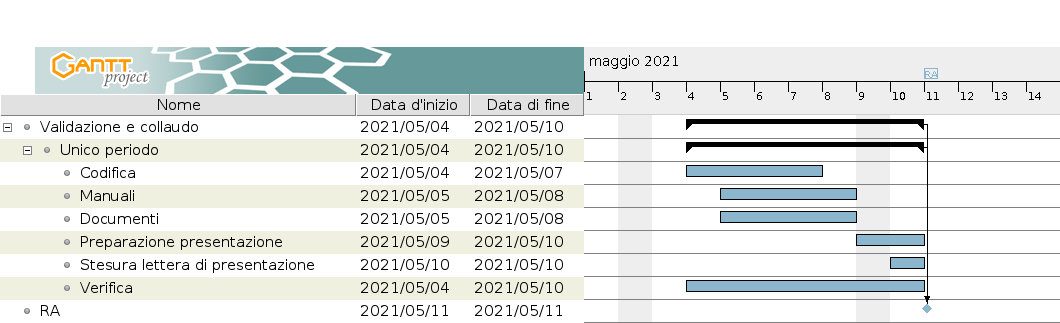 GANTT project
maggio 2021
RA
Nome Data d'inizio Data di fine 1 2 3 4 5 6 7 8 9 10 11 12 13 14
Validazione e collaudo 2021/05/04 2021/05/10
Unico periodo 2021/05/04 2021/05/10
Codifica 2021/05/04 2021/05/07
Manuali 2021/05/05 2021/05/08
Documenti 2021/05/05 2021/05/08
Preparazione presentazione 2021/05/09 2021/05/10
Stesura lettera di presentazione 2021/05/10 2021/05/10
Verifica 2021/05/04 2021/05/10
RA 2021/05/11 2021/05/11